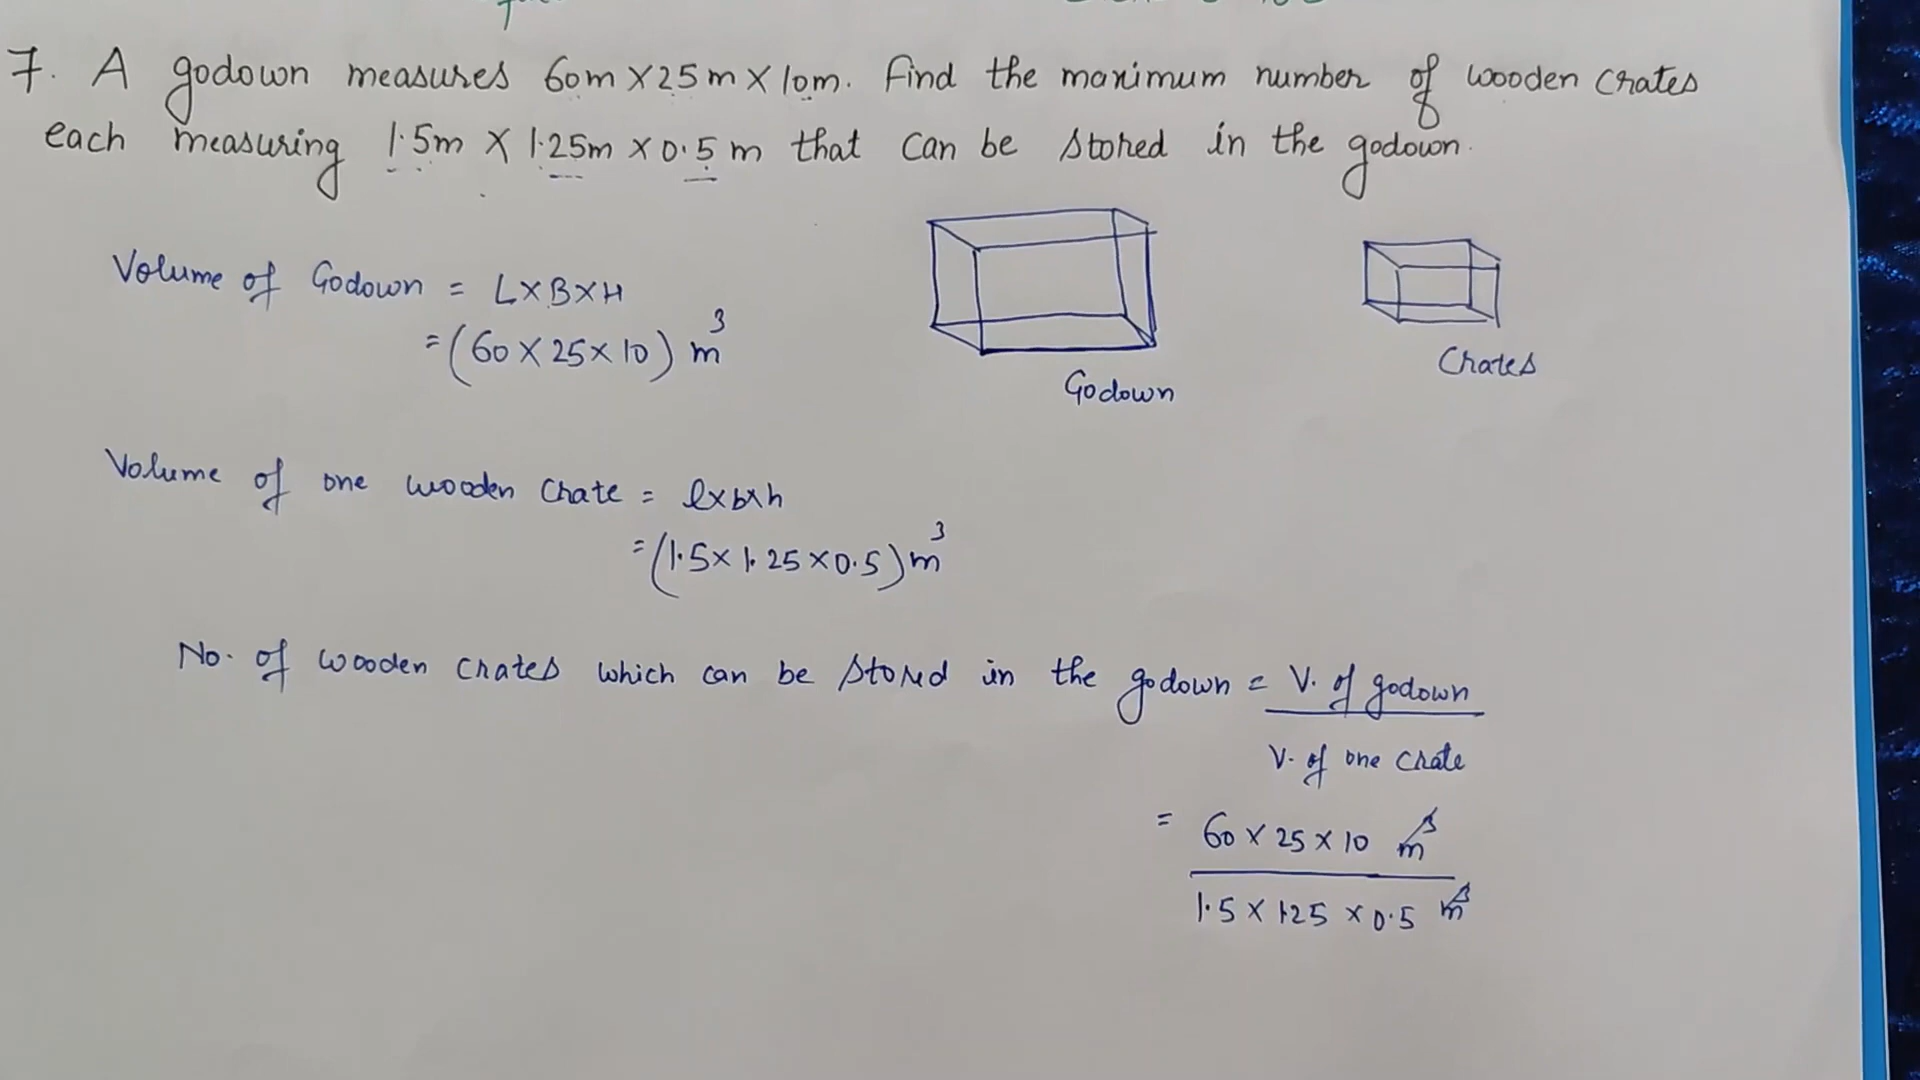 7. A godown measures 60m X 25m X 10m. Find the maximum number of wooden crates
each measuring 1.5m X 1.25m X 0.5 m that can be stored in the godown.
Volume of Godown = L X B X H
= (60 X 25 X 10) m³
Godown
Crates
Volume of one wooden crate = l x b x h
= (1.5 x 1.25 x 0.5) m³
No. of wooden crates which can be stored in the godown = V. of godown
V. of one crate
= 60 X 25 X 10 m³
1.5 X 1.25 X 0.5 m³